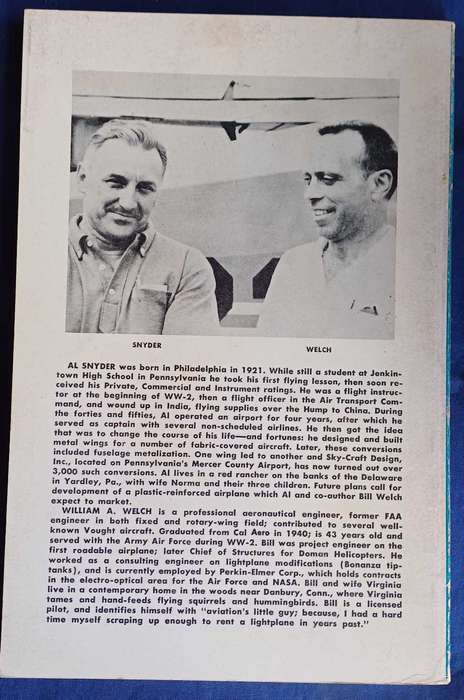 SNYDER
WELCH
AL SNYDER was born in Philadelphia in 1921. While still a student at Jenkin-
town High School in Pennsylvania he took his first flying lesson, then soon re-
ceived his Private, Commercial and Instrument ratings. He was a flight instruc-
tor at the beginning of WW-2, then a flight officer in the Air Transport Com-
mand, and wound up in India, flying supplies over the Hump to China. During
the forties and fifties, Al operated an airport for four years, after which he
served as captain with several non-scheduled airlines. He then got the idea
that was to change the course of his life—and fortunes: he designed and built
metal wings for a number of fabric-covered aircraft. Later, these conversions
included fuselage metalization. One wing led to another and Sky-Craft Design,
Inc., located on Pennsylvania's Mercer County Airport, has now turned out over
3,000 such conversions. Al lives in a red rancher on the banks of the Delaware
in Yardley, Pa., with wife Norma and their three children. Future plans call for
development of a plastic-reinforced airplane which Al and co-author Bill Welch
expect to market.
WILLIAM A. WELCH is a professional aeronautical engineer, former FAA
engineer in both fixed and rotary-wing field; contributed to several well-
known Vought aircraft. Graduated from Cal Aero in 1940; is 43 years old and
served with the Army Air Force during WW-2. Bill was project engineer on the
first roadable airplane; later Chief of Structures for Doman Helicopters. He
worked as a consulting engineer on lightplane modifications (Bonanza tip-
tanks), and is currently employed by Perkin-Elmer Corp., which holds contracts
in the electro-optical area for the Air Force and NASA. Bill and wife Virginia
live in a contemporary home in the woods near Danbury, Conn., where Virginia
tames and hand-feeds flying squirrels and hummingbirds. Bill is a licensed
pilot, and identifies himself with "aviation's little guy; because, I had a hard
time myself scraping up enough to rent a lightplane in years past."